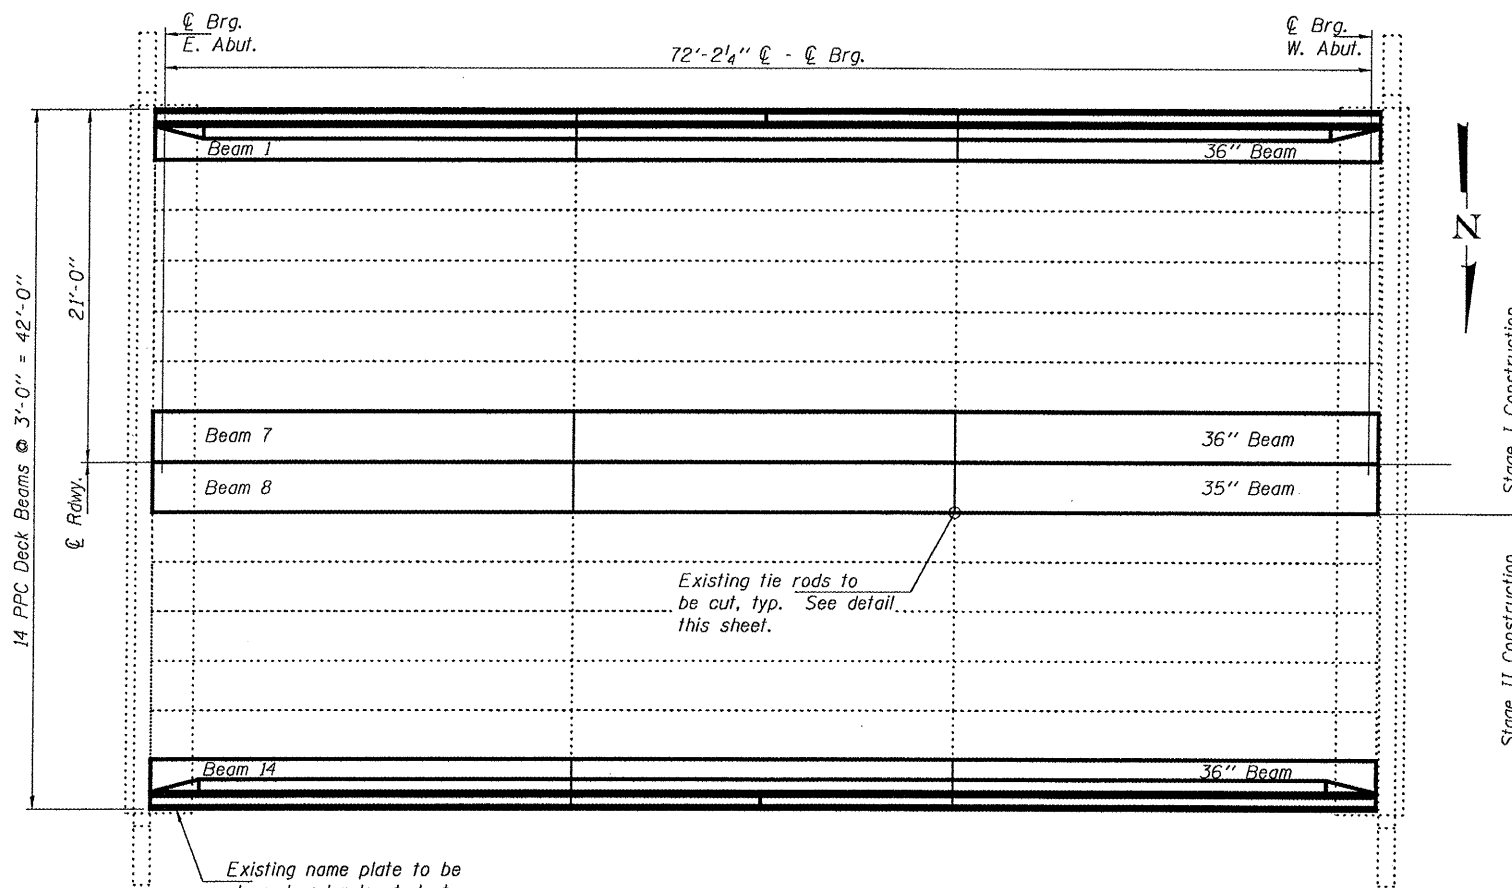 ℄ Brg.
E. Abut.
℄ Brg.
W. Abut.
72'-2¼" ℄ - ℄ Brg.
Beam 1
36" Beam
N
14 PPC Deck Beams @ 3'-0" = 42'-0"
21'-0"
℄ Rdwy.
Beam 7
36" Beam
Beam 8
35" Beam
Stage I Construction
Stage II Construction
Existing tie rods to
be cut, typ. See detail
this sheet.
Beam 14
36" Beam
Existing name plate to be